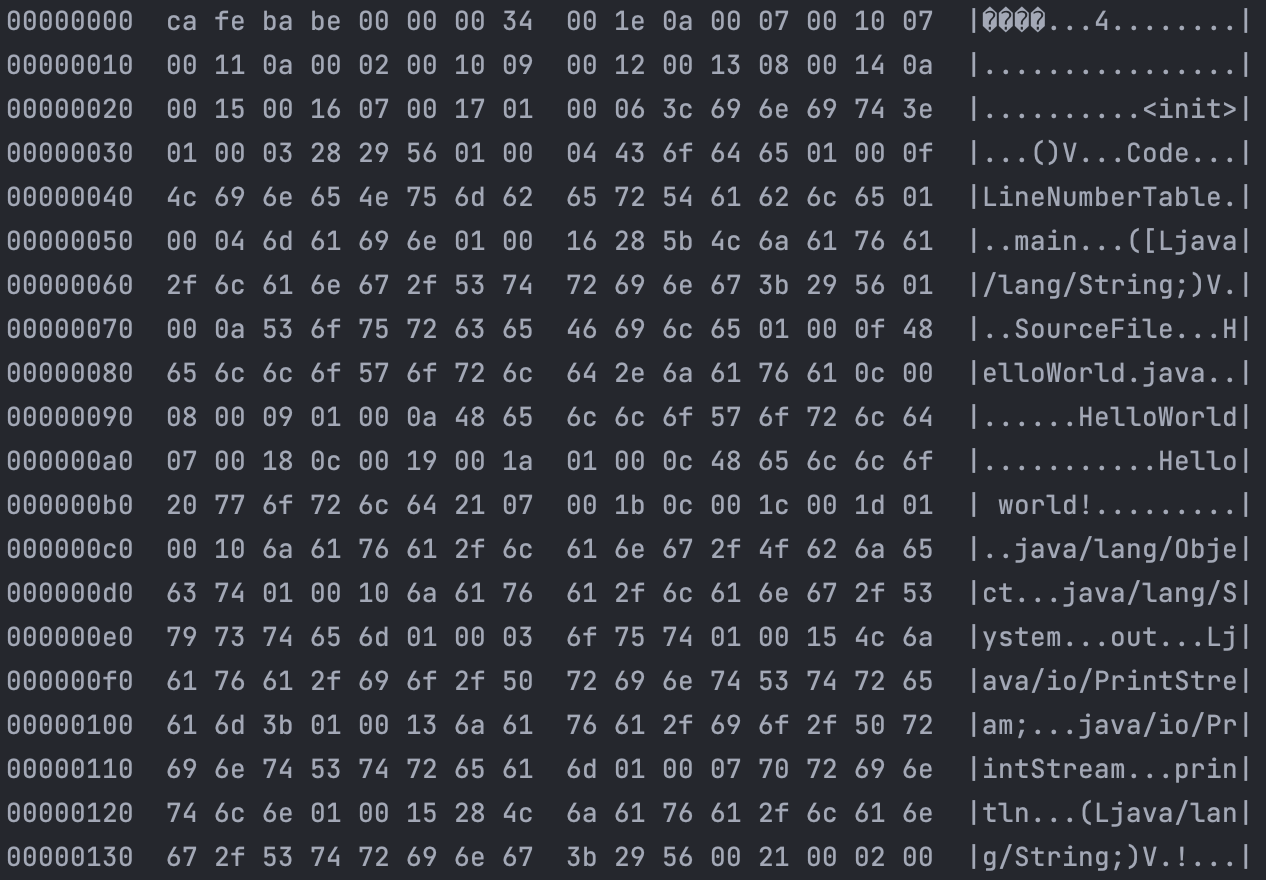 00000000  ca fe ba be 00 00 00 34  00 1e 0a 00 07 00 10 07  |����...4........|
00000010  00 11 0a 00 02 00 10 09  00 12 00 13 08 00 14 0a  |................|
00000020  00 15 00 16 07 00 17 01  00 06 3c 69 6e 69 74 3e  |..........<init>|
00000030  01 00 03 28 29 56 01 00  04 43 6f 64 65 01 00 0f  |...()V...Code...|
00000040  4c 69 6e 65 4e 75 6d 62  65 72 54 61 62 6c 65 01  |LineNumberTable.|
00000050  00 04 6d 61 69 6e 01 00  16 28 5b 4c 6a 61 76 61  |..main...([Ljava|
00000060  2f 6c 61 6e 67 2f 53 74  72 69 6e 67 3b 29 56 01  |/lang/String;)V.|
00000070  00 0a 53 6f 75 72 63 65  46 69 6c 65 01 00 0f 48  |..SourceFile...H|
00000080  65 6c 6c 6f 57 6f 72 6c  64 2e 6a 61 76 61 0c 00  |elloWorld.java..|
00000090  08 00 09 01 00 0a 48 65  6c 6c 6f 57 6f 72 6c 64  |......HelloWorld|
000000a0  07 00 18 0c 00 19 00 1a  01 00 0c 48 65 6c 6c 6f  |...........Hello|
000000b0  20 77 6f 72 6c 64 21 07  00 1b 0c 00 1c 00 1d 01  | world!.........|
000000c0  00 10 6a 61 76 61 2f 6c  61 6e 67 2f 4f 62 6a 65  |..java/lang/Obje|
000000d0  63 74 01 00 10 6a 61 76  61 2f 6c 61 6e 67 2f 53  |ct...java/lang/S|
000000e0  79 73 74 65 6d 01 00 03  6f 75 74 01 00 15 4c 6a  |ystem...out...Lj|
000000f0  61 76 61 2f 69 6f 2f 50  72 69 6e 74 53 74 72 65  |ava/io/PrintStre|
00000100  61 6d 3b 01 00 13 6a 61  76 61 2f 69 6f 2f 50 72  |am;...java/io/Pr|
00000110  69 6e 74 53 74 72 65 61  6d 01 00 07 70 72 69 6e  |intStream...prin|
00000120  74 6c 6e 01 00 15 28 4c  6a 61 76 61 2f 6c 61 6e  |tln...(Ljava/lan|
00000130  67 2f 53 74 72 69 6e 67  3b 29 56 00 21 00 02 00  |g/String;)V.!...|